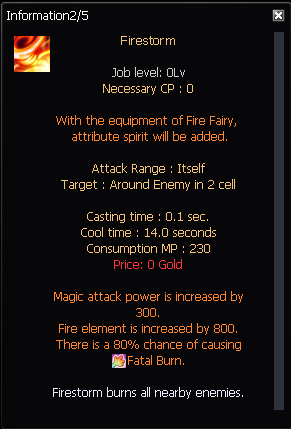 Information2/5
Firestorm
Job level: 0Lv
Necessary CP : 0
With the equipment of Fire Fairy,
attribute spirit will be added.
Attack Range : Itself
Target : Around Enemy in 2 cell
Casting time : 0.1 sec.
Cool time : 14.0 seconds
Consumption MP : 230
Price: 0 Gold
Magic attack power is increased by
300.
Fire element is increased by 800.
There is a 80% chance of causing
Fatal Burn.
Firestorm burns all nearby enemies.